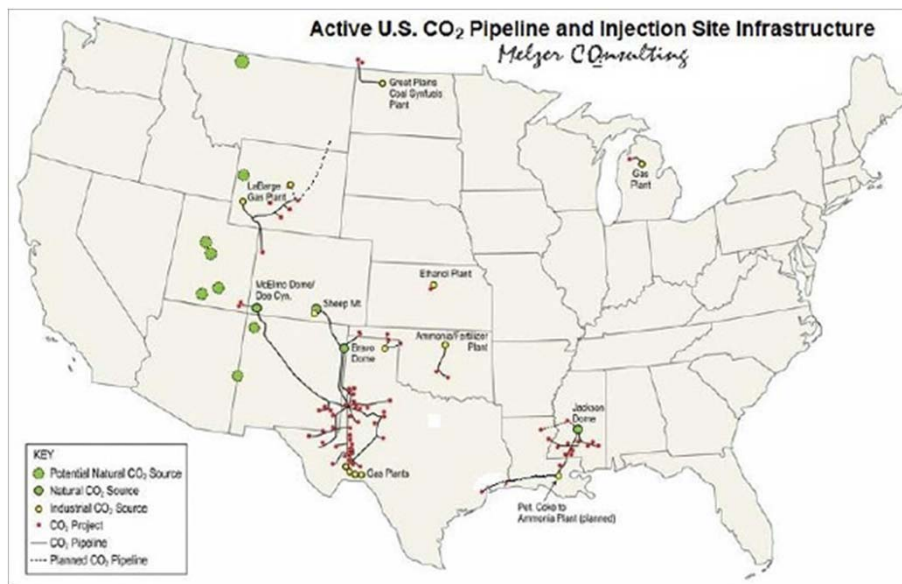 Active U.S. CO₂ Pipeline and Injection Site Infrastructure
Melzer COnsulting
Great Plains
Coal Synfuels
Plant
LaBarge
Gas Plant
Gas
Plant
Ethanol Plant
McElmo Dome/
Doe Cyn.
Sheep Mt
Ammonia/Fertilizer
Plant
Bravo
Dome
Jackson
Dome
Gas Plants
Pet. Coke to
Ammonia Plant (planned)
KEY
Potential Natural CO₂ Source
Natural CO₂ Source
Industrial CO₂ Source
CO₂ Project
CO₂ Pipeline
Planned CO₂ Pipeline